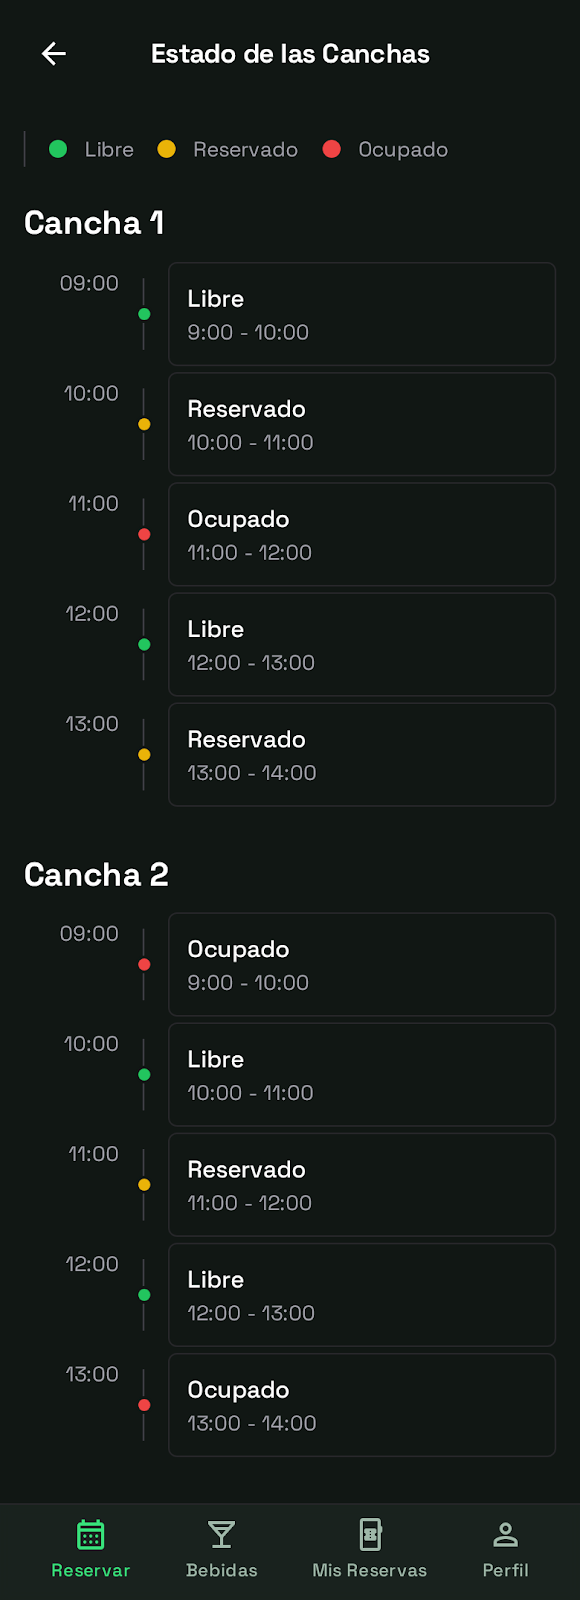 Estado de las Canchas
Libre Reservado Ocupado
Cancha 1
09:00
Libre
9:00 - 10:00
10:00
Reservado
10:00 - 11:00
11:00
Ocupado
11:00 - 12:00
12:00
Libre
12:00 - 13:00
13:00
Reservado
13:00 - 14:00
Cancha 2
09:00
Ocupado
9:00 - 10:00
10:00
Libre
10:00 - 11:00
11:00
Reservado
11:00 - 12:00
12:00
Libre
12:00 - 13:00
13:00
Ocupado
13:00 - 14:00
Reservar Bebidas Mis Reservas Perfil